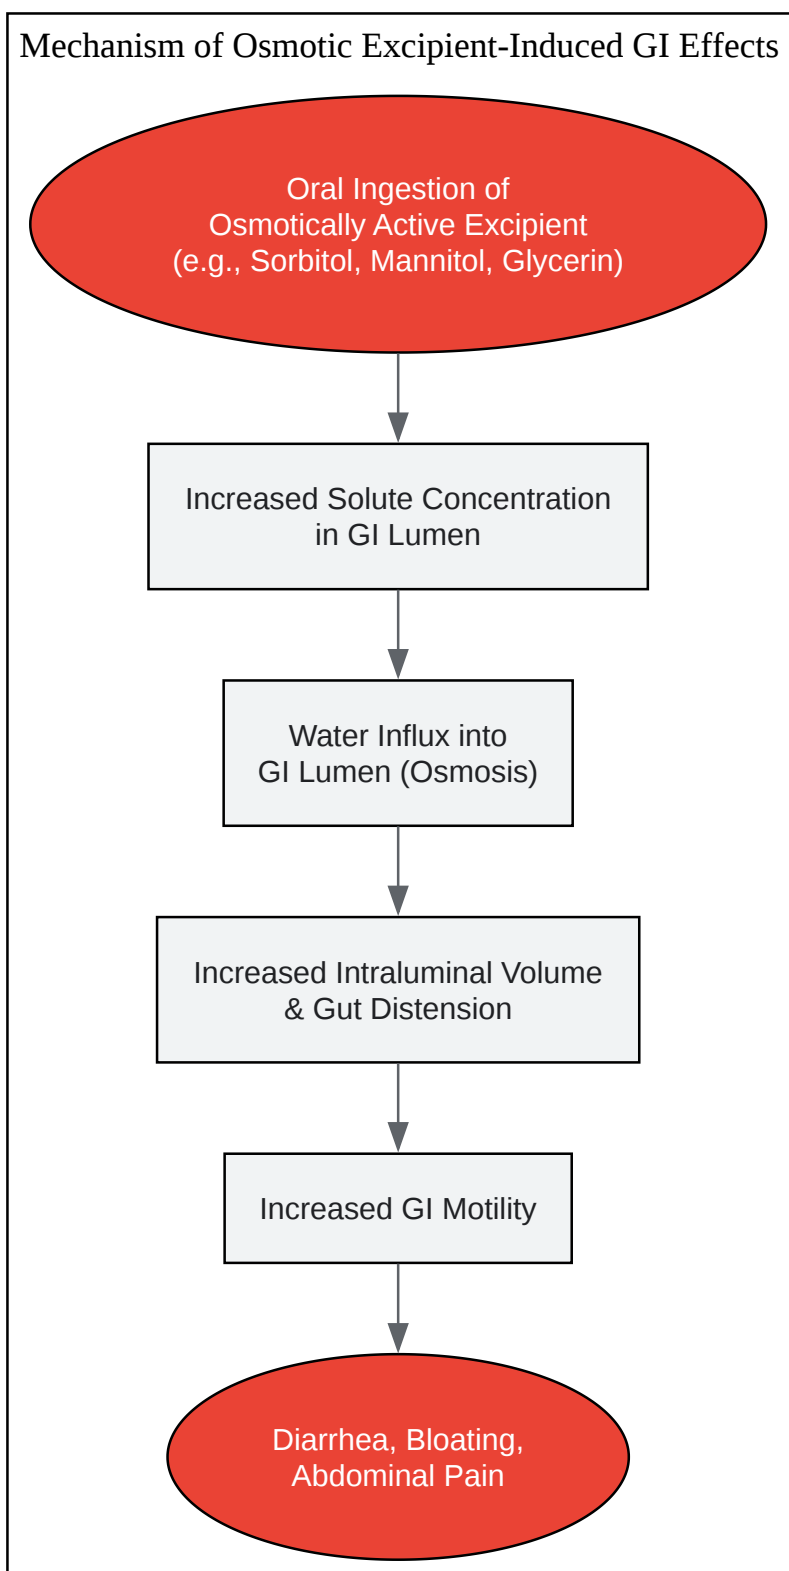 Mechanism of Osmotic Excipient-Induced GI Effects
Oral Ingestion of
Osmotically Active Excipient
(e.g., Sorbitol, Mannitol, Glycerin)
Increased Solute Concentration
in GI Lumen
Water Influx into
GI Lumen (Osmosis)
Increased Intraluminal Volume
& Gut Distension
Increased GI Motility
Diarrhea, Bloating,
Abdominal Pain